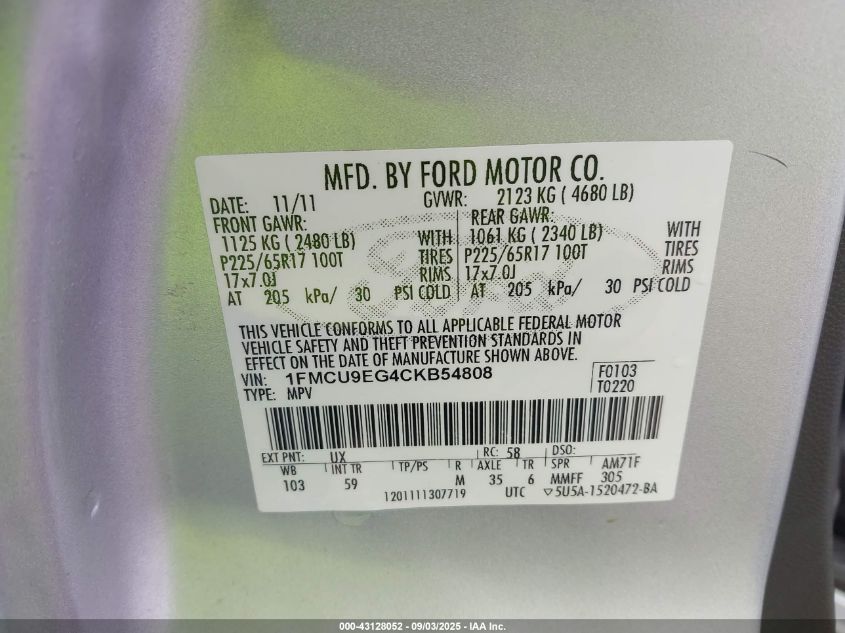 MFD. BY FORD MOTOR CO.
DATE: 11/11 GVWR: 2123 KG ( 4680 LB)
FRONT GAWR: REAR GAWR:
1125 KG ( 2480 LB) WITH 1061 KG ( 2340 LB) WITH
P225/65R17 100T TIRES P225/65R17 100T TIRES
17x7.0J RIMS 17x7.0J RIMS
AT 205 kPa/ 30 PSI COLD AT 205 kPa/ 30 PSI COLD
THIS VEHICLE CONFORMS TO ALL APPLICABLE FEDERAL MOTOR
VEHICLE SAFETY AND THEFT PREVENTION STANDARDS IN
EFFECT ON THE DATE OF MANUFACTURE SHOWN ABOVE.
VIN: 1FMCU9EG4CKB54808 F0103
TYPE: MPV T0220
EXT PNT: UX RC: 58 DSO:
WB INT TR TP/PS R AXLE TR SPR AM71F
103 59 M 35 6 MMFF 305
1201111307719 UTC ▽5U5A-1520472-BA
000-43128052 - 09/03/2025 - IAA Inc.